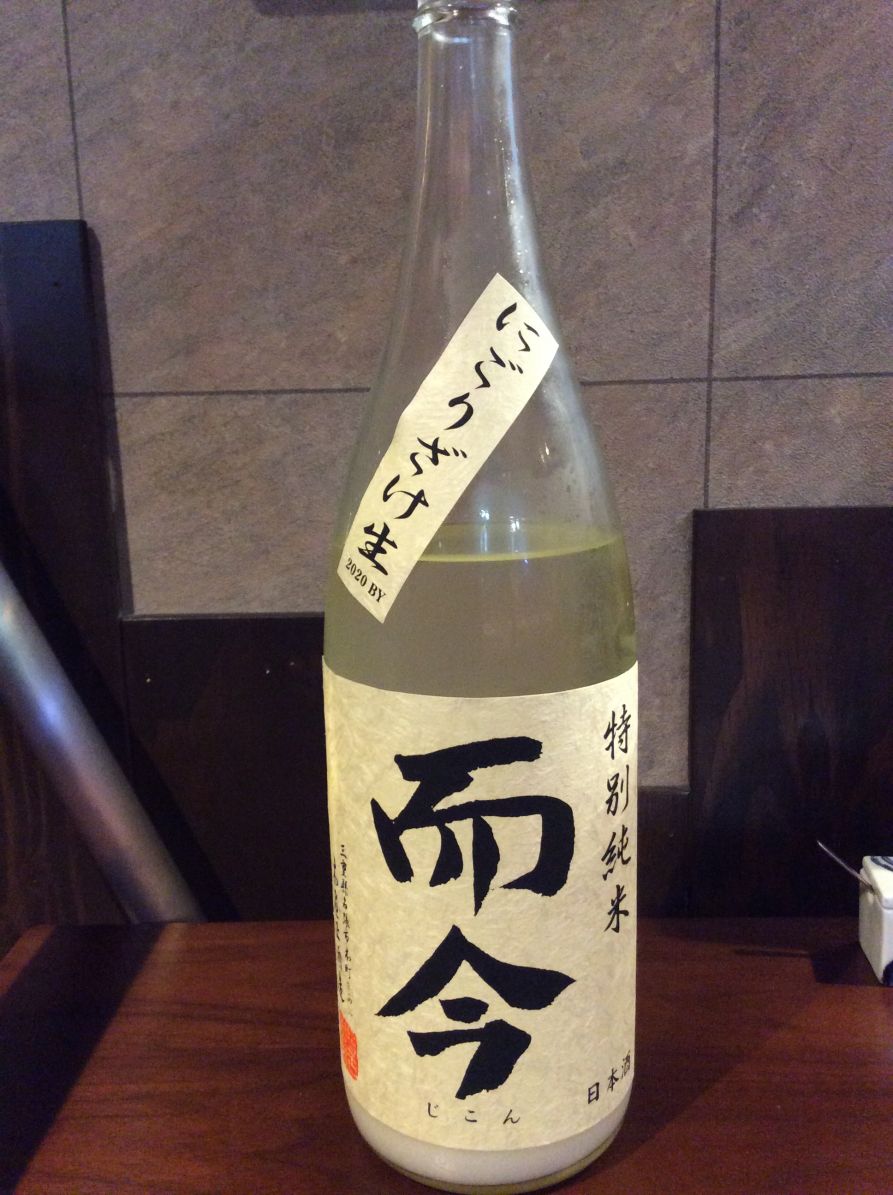 にごりざけ生
2020 BY
特別純米
而今
じこん
日本酒